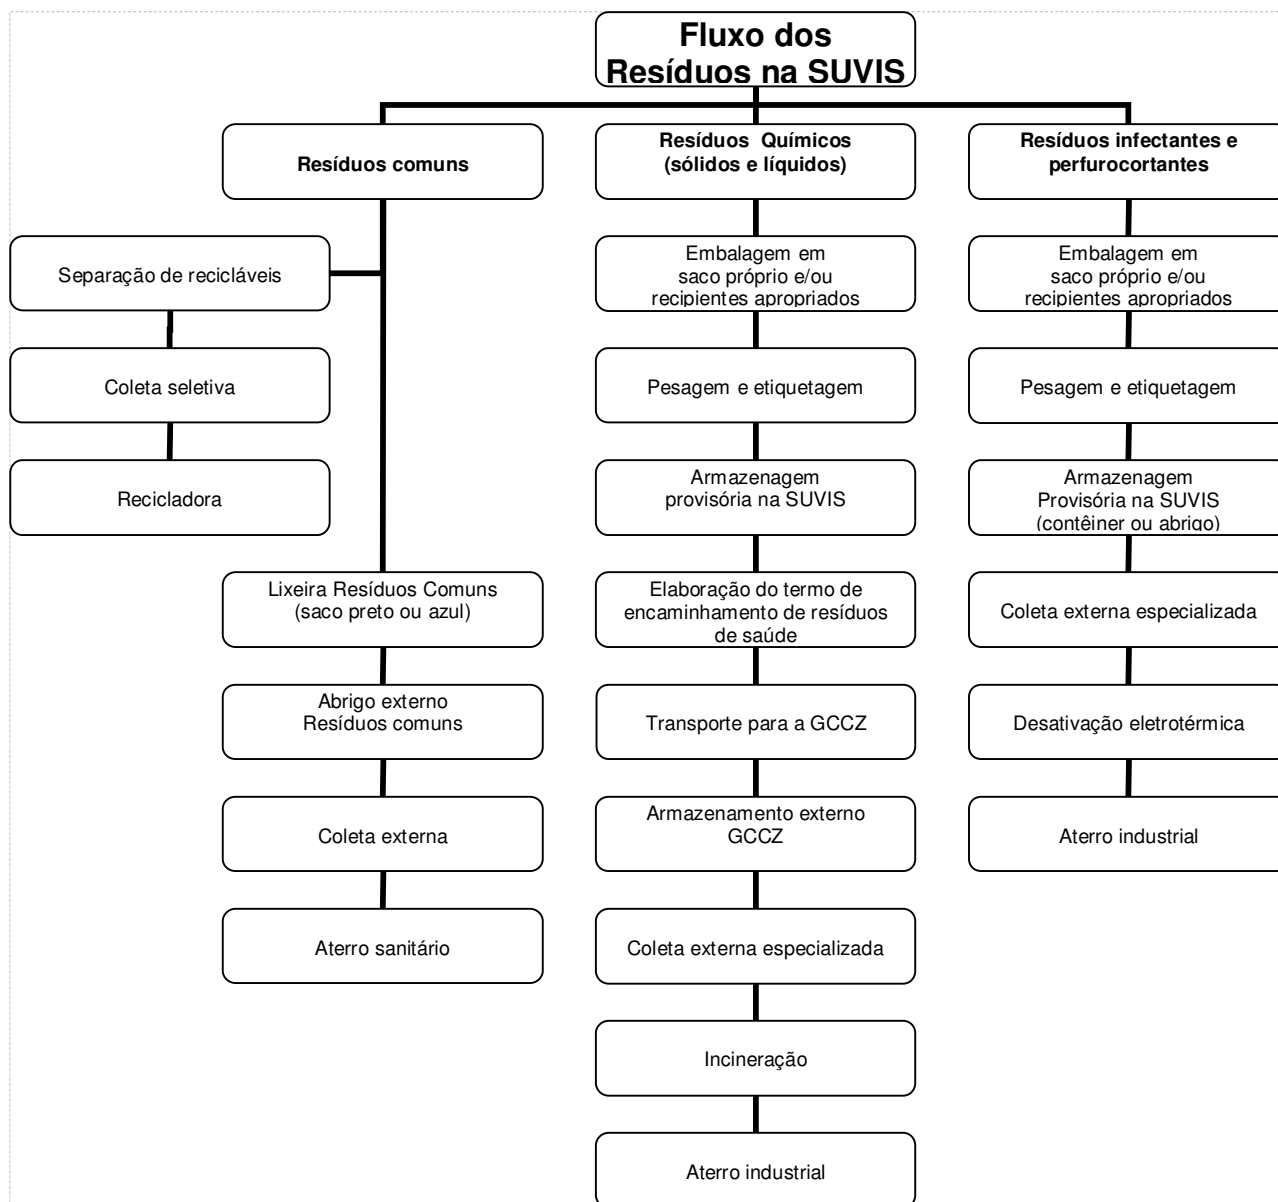 Fluxo dos
Resíduos na SUVIS
Resíduos comuns
Separação de recicláveis
Coleta seletiva
Recicladora
Lixeira Resíduos Comuns
(saco preto ou azul)
Abrigo externo
Resíduos comuns
Coleta externa
Aterro sanitário
Resíduos Químicos
(sólidos e líquidos)
Embalagem em
saco próprio e/ou
recipientes apropriados
Pesagem e etiquetagem
Armazenagem
provisória na SUVIS
Elaboração do termo de
encaminhamento de resíduos
de saúde
Transporte para a GCCZ
Armazenamento externo
GCCZ
Coleta externa especializada
Incineração
Aterro industrial
Resíduos infectantes e
perfurocortantes
Embalagem em
saco próprio e/ou
recipientes apropriados
Pesagem e etiquetagem
Armazenagem
Provisória na SUVIS
(contêiner ou abrigo)
Coleta externa especializada
Desativação eletrotérmica
Aterro industrial